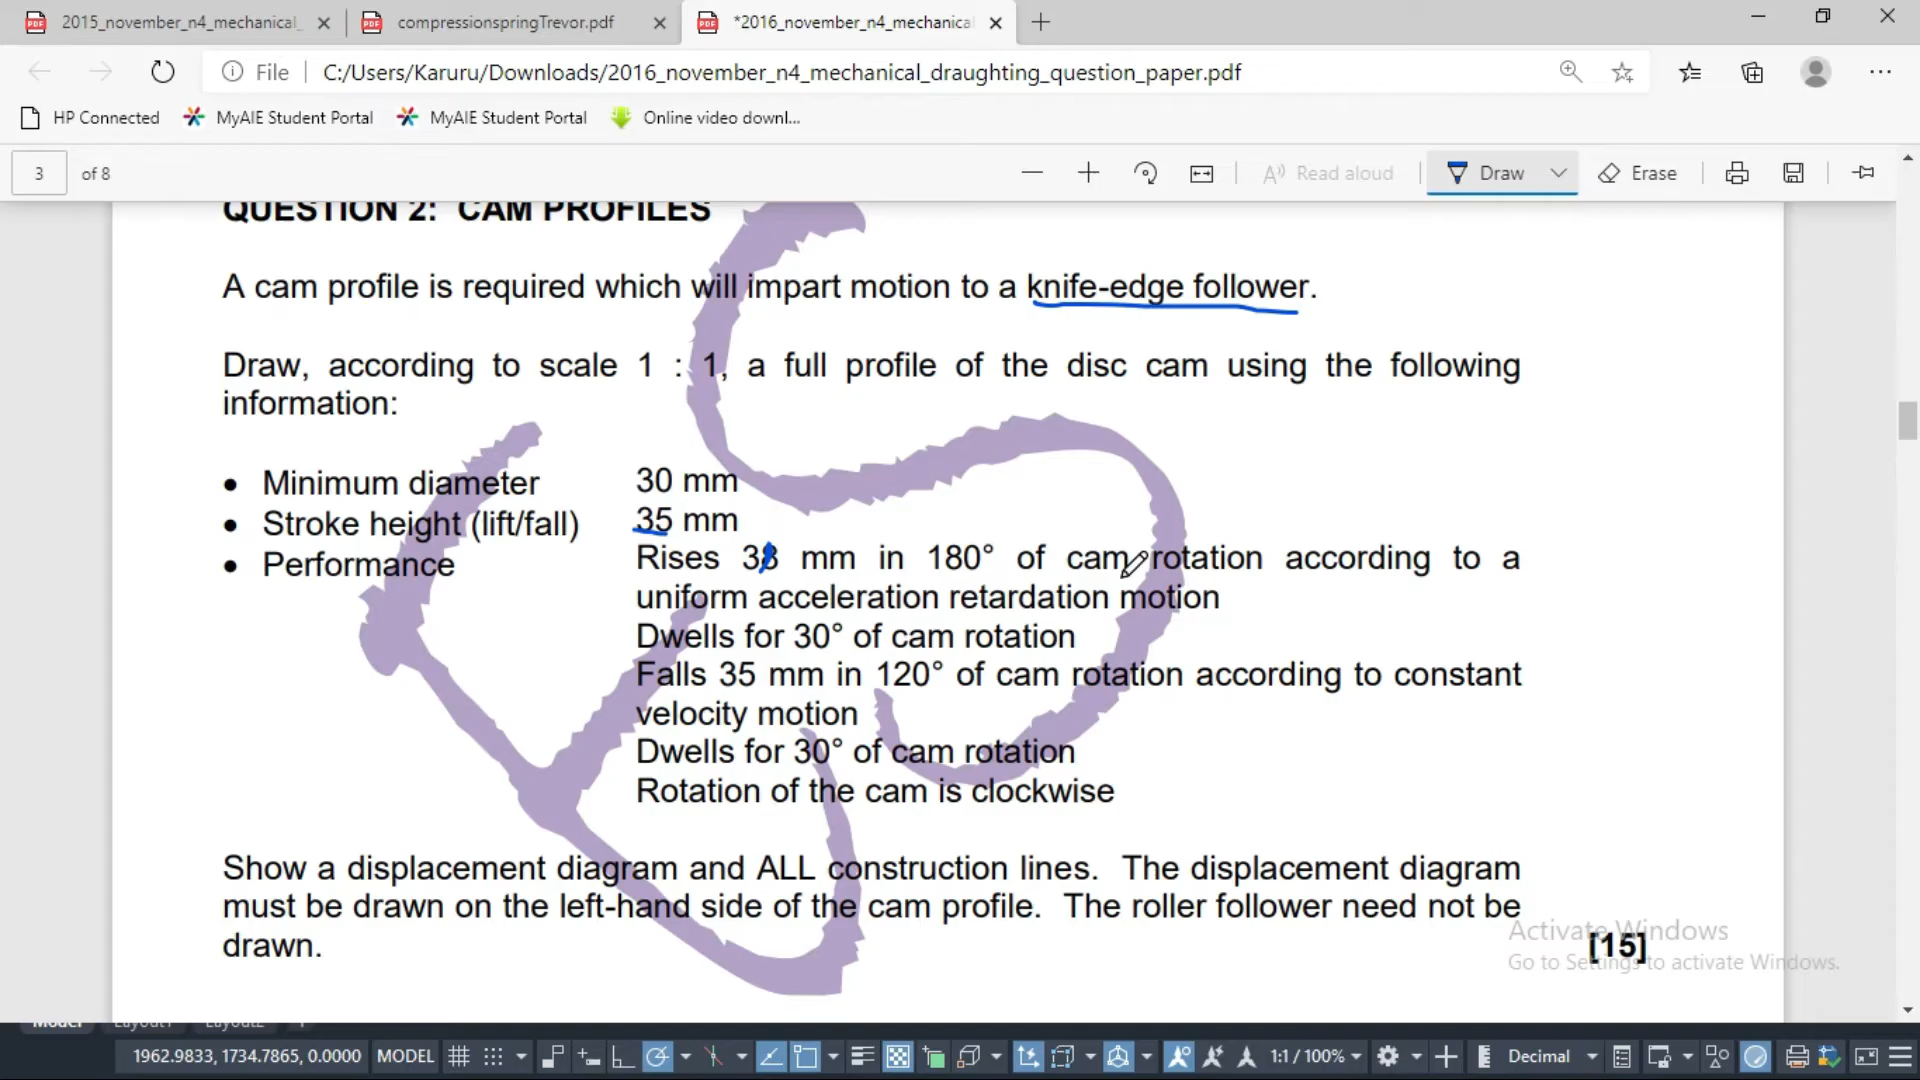 2015_november_n4_mechanical_
compressionspringTrevor.pdf
*2016_november_n4_mechanica
File
C:/Users/Karuru/Downloads/2016_november_n4_mechanical_draughting_question_paper.pdf
HP Connected
MyAIE Student Portal
MyAIE Student Portal
Online video downl...
3 of 8
Read aloud
Draw
Erase
QUESTION 2: CAM PROFILES
A cam profile is required which will impart motion to a knife-edge follower.
Draw, according to scale 1 : 1, a full profile of the disc cam using the following
information:
• Minimum diameter 30 mm
• Stroke height (lift/fall) 35 mm
• Performance Rises 38 mm in 180° of cam rotation according to a
uniform acceleration retardation motion
Dwells for 30° of cam rotation
Falls 35 mm in 120° of cam rotation according to constant
velocity motion
Dwells for 30° of cam rotation
Rotation of the cam is clockwise
Show a displacement diagram and ALL construction lines. The displacement diagram
must be drawn on the left-hand side of the cam profile. The roller follower need not be
drawn.
[15]
Activate Windows
Go to Settings to activate Windows.
Model Layout1 Layout2 +
1962.9833, 1734.7865, 0.0000 MODEL
1:1 / 100%
Decimal